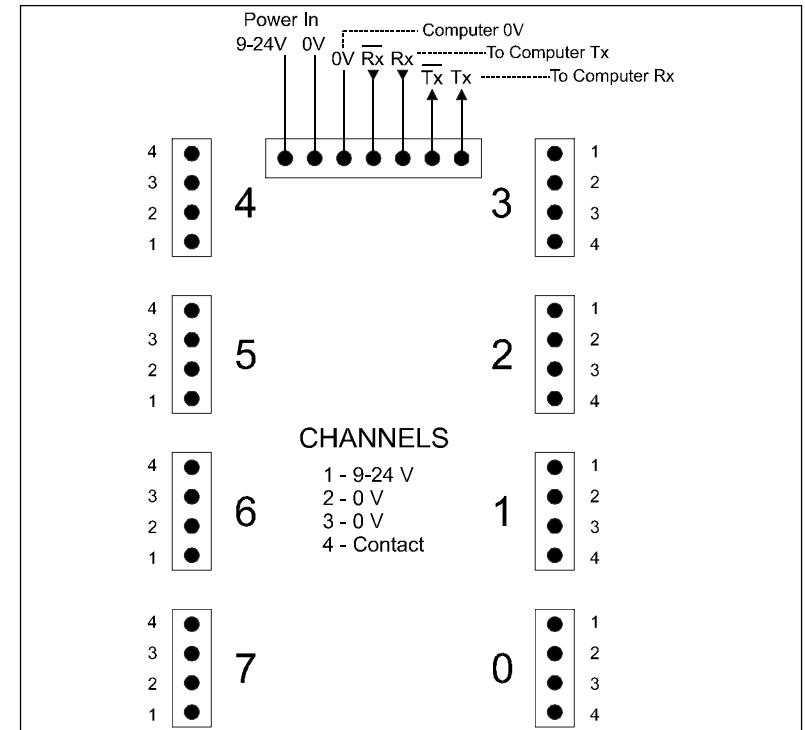 Power In
Computer 0V
9-24V 0V
0V R̅x̅ Rx To Computer Tx
T̅x̅ Tx To Computer Rx
4 1
3 2
4 3
2 3
1 4
4 1
3 2
5 2
2 3
1 4
CHANNELS
4 1
1 - 9-24 V
3 2
2 - 0 V
6 1
3 - 0 V
2 3
4 - Contact
1 4
4 1
3 2
7 0
2 3
1 4